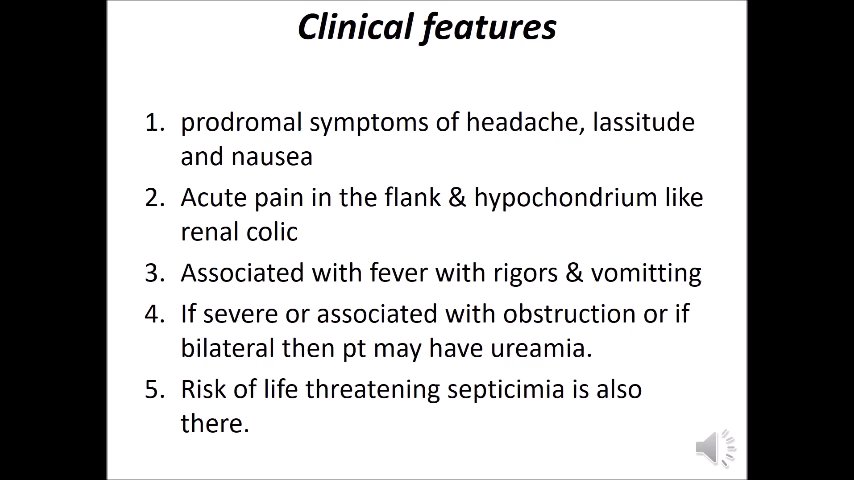 Clinical features
1. prodromal symptoms of headache, lassitude
and nausea
2. Acute pain in the flank & hypochondrium like
renal colic
3. Associated with fever with rigors & vomitting
4. If severe or associated with obstruction or if
bilateral then pt may have ureamia.
5. Risk of life threatening septicimia is also
there.